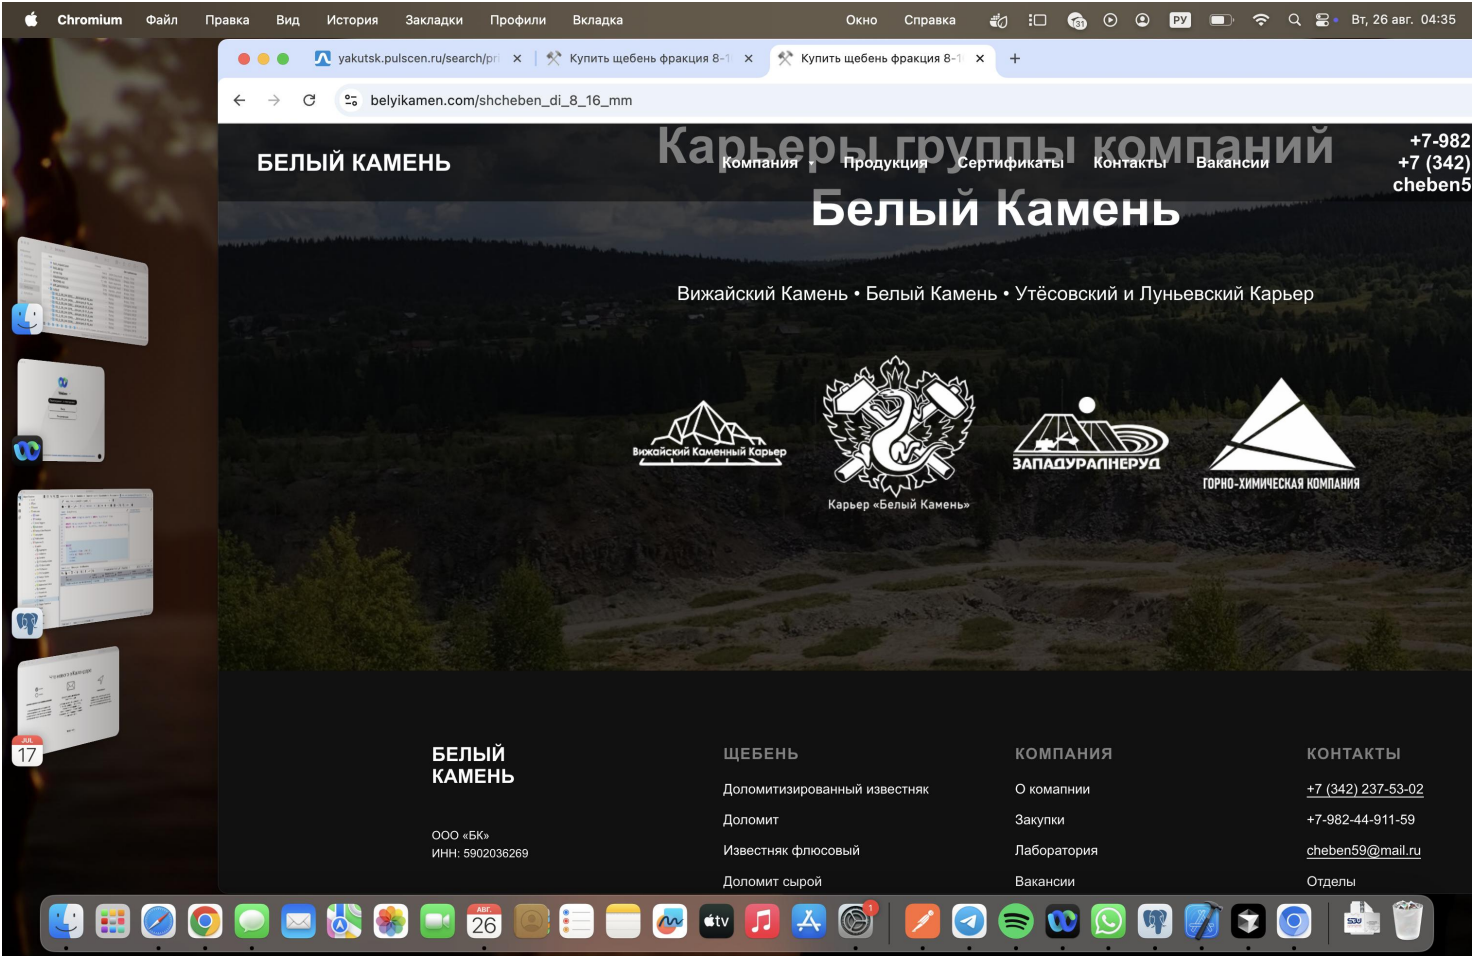 Chromium Файл Правка Вид История Закладки Профили Вкладка Окно Справка 31 РУ Вт, 26 авг. 04:35
yakutsk.pulscen.ru/search/pri Купить щебень фракция 8-1 Купить щебень фракция 8-1
belyikamen.com/shcheben_di_8_16_mm
Карьеры группы компаний
БЕЛЫЙ КАМЕНЬ
Компания Продукция Сертификаты Контакты Вакансии
+7-982
+7 (342)
cheben5
Белый Камень
Вижайский Камень • Белый Камень • Утёсовский и Луньевский Карьер
Вижайский Каменный Карьер
Карьер «Белый Камень»
ЗАПАДУРАЛНЕРУД
ГОРНО-ХИМИЧЕСКАЯ КОМПАНИЯ
JUL
17
БЕЛЫЙ
КАМЕНЬ
ООО «БК»
ИНН: 5902036269
ЩЕБЕНЬ
Доломитизированный известняк
Доломит
Известняк флюсовый
Доломит сырой
КОМПАНИЯ
О комапнии
Закупки
Лаборатория
Вакансии
КОНТАКТЫ
+7 (342) 237-53-02
+7-982-44-911-59
cheben59@mail.ru
Отделы
АВГ.
26
tv
1